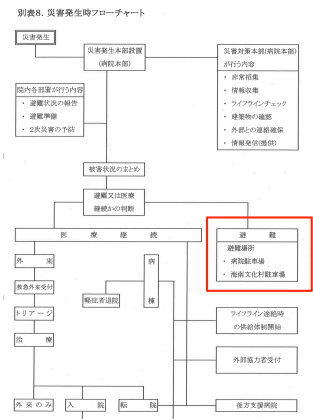 別表8. 災害発生時フローチャート
災害発生
災害発生本部設置
(病院本部)
災害対策本部(病院本部)
が行う内容
・ 非常招集
・ 情報収集
・ ライフラインチェック
・ 建築物の確認
・ 外部との連絡確保
・ 情報発信(提供)
院内各部署が行う内容
・ 避難状況の報告
・ 避難準備
・ 2次災害の予防
被害状況のまとめ
避難又は医療
継続かの判断
医 療 継 続
避 難
避難場所
・ 病院駐車場
・ 海南文化村駐車場
外 来
救急外来受付
トリアージ
治 療
病
棟
軽症者退院
ライフライン途絶時
の供給体制開始
外部協力者受付
外来のみ
入 院
転 院
後方支援病院